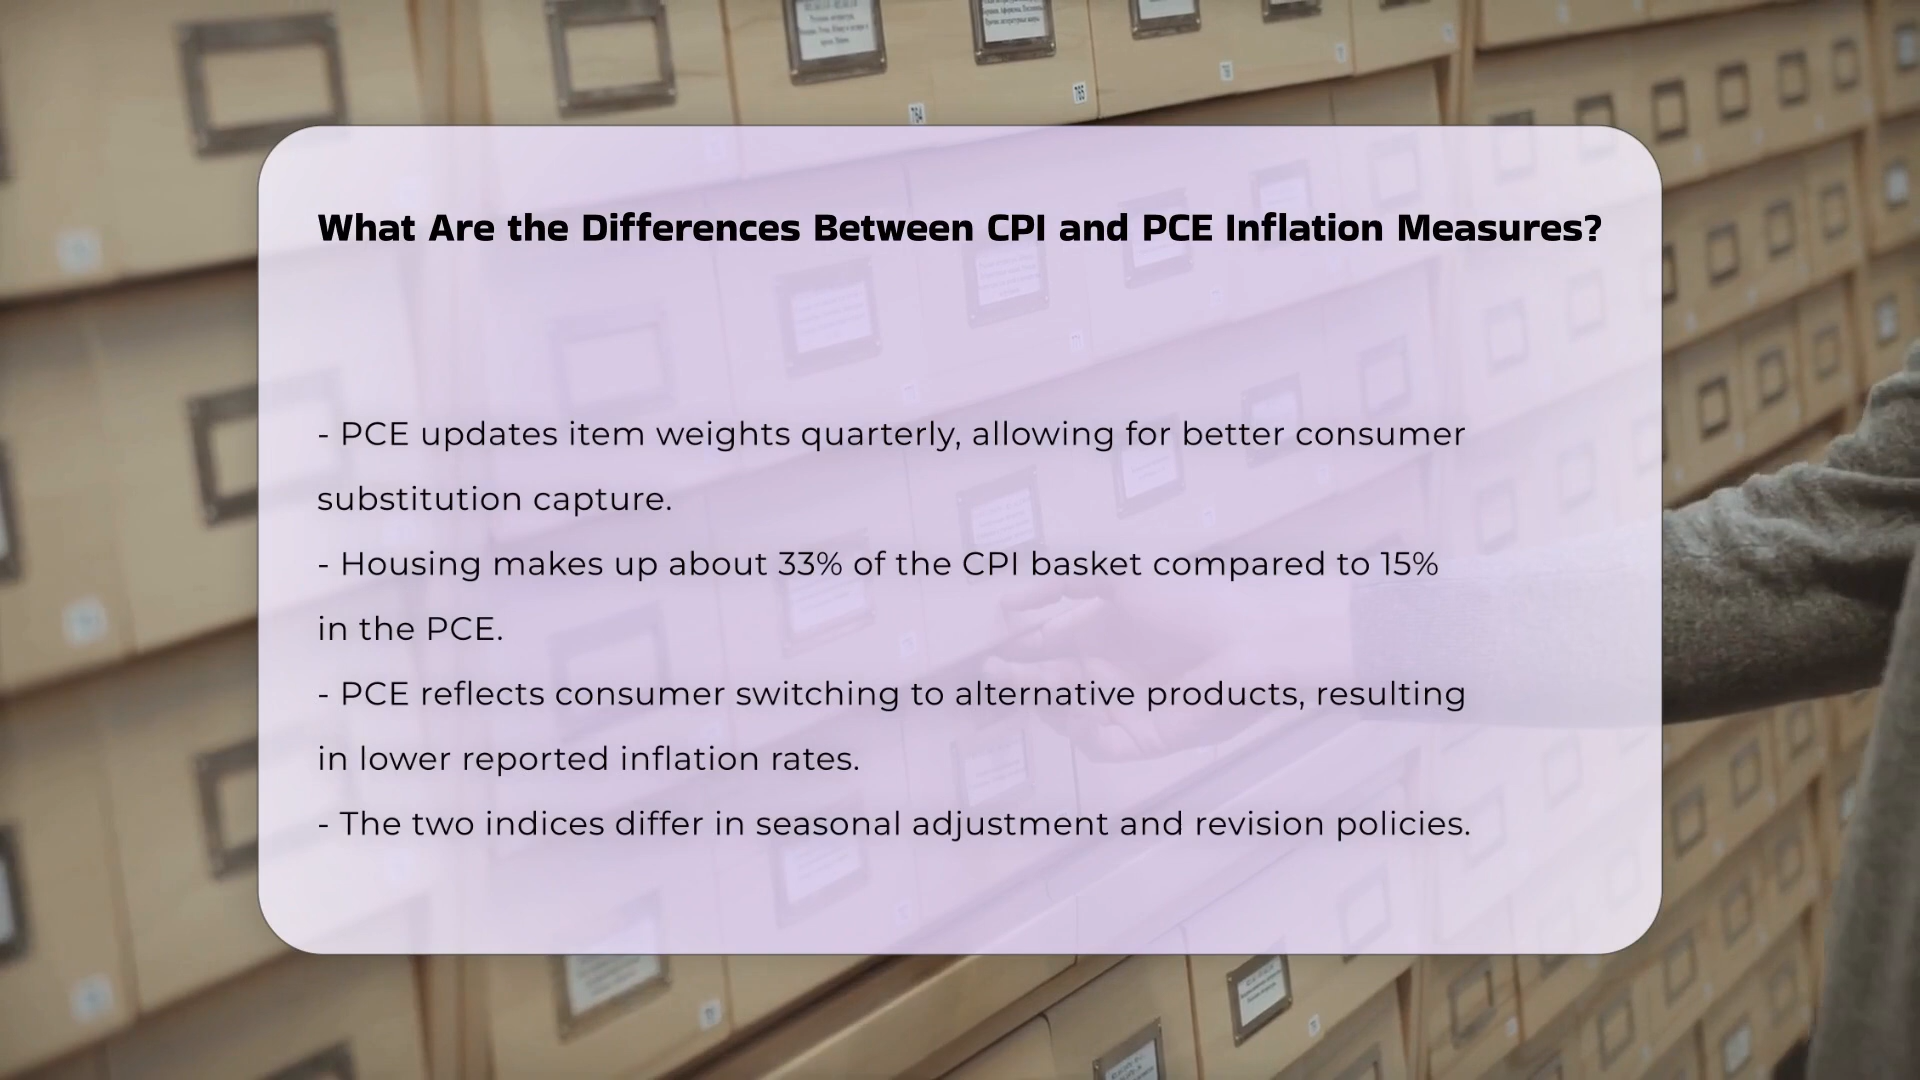 What Are the Differences Between CPI and PCE Inflation Measures?
- PCE updates item weights quarterly, allowing for better consumer
substitution capture.
- Housing makes up about 33% of the CPI basket compared to 15%
in the PCE.
- PCE reflects consumer switching to alternative products, resulting
in lower reported inflation rates.
- The two indices differ in seasonal adjustment and revision policies.